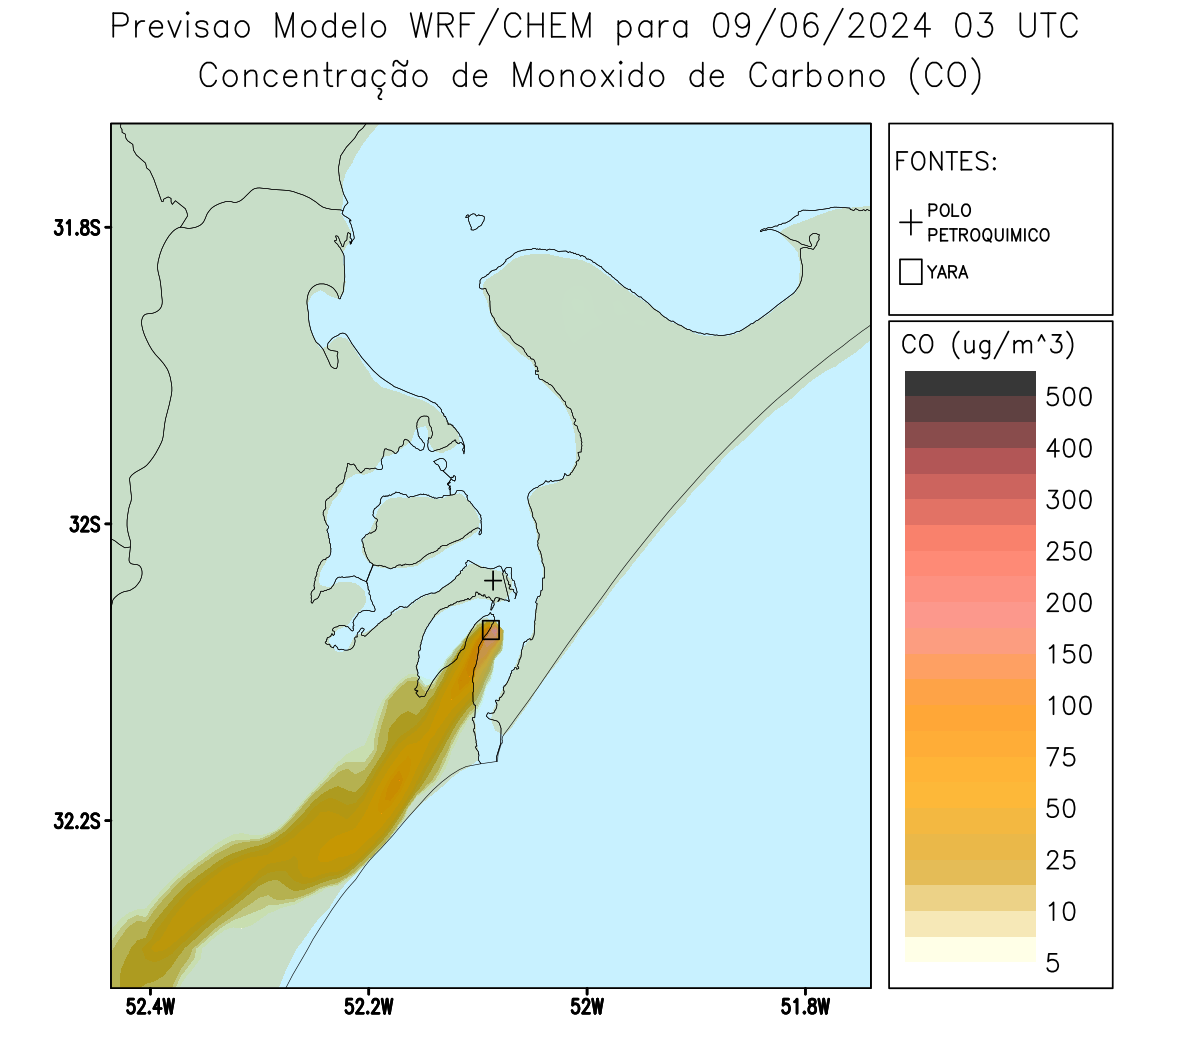 Previsao Modelo WRF/CHEM para 09/06/2024 03 UTC
Concentração de Monoxido de Carbono (CO)
FONTES:
POLO
PETROQUIMICO
YARA
CO (ug/m^3)
500
400
300
250
200
150
100
75
50
25
10
5
31.8S
32S
32.2S
52.4W
52.2W
52W
51.8W